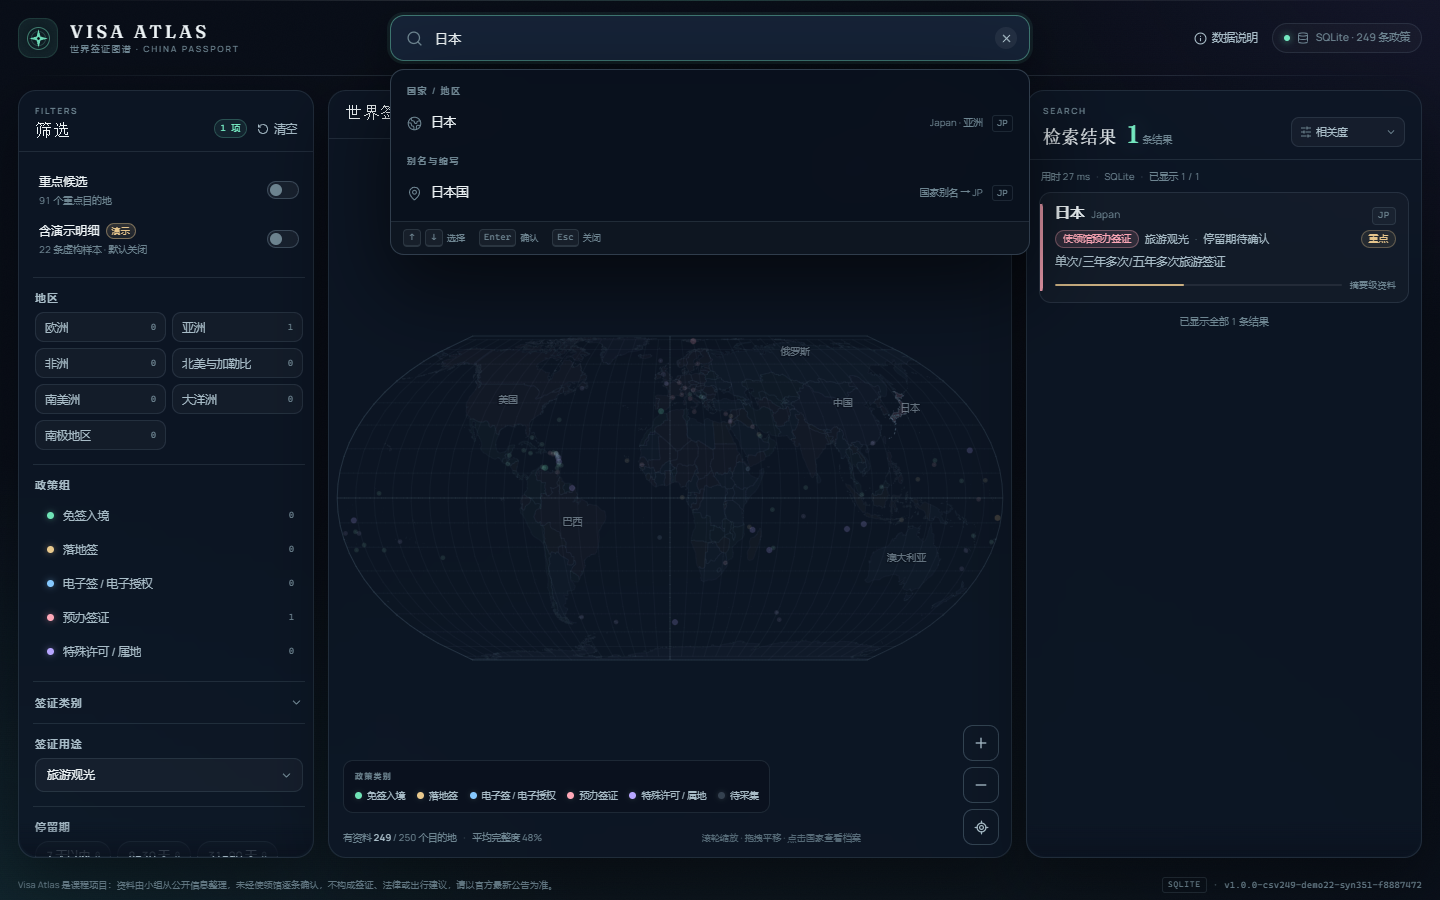 VISA ATLAS
世界签证图谱 · CHINA PASSPORT
日本
数据说明
SQLite · 249 条政策
国家 / 地区
日本
Japan · 亚洲 JP
别名与缩写
日本国
国家别名 → JP JP
↑ ↓ 选择 Enter 确认 Esc 关闭
FILTERS
筛选
1 项
清空
重点候选
91 个重点目的地
含演示明细 演示
22 条虚构样本 · 默认关闭
地区
欧洲 0
亚洲 1
非洲 0
北美与加勒比 0
南美洲 0
大洋洲 0
南极地区 0
政策组
免签入境 0
落地签 0
电子签 / 电子授权 0
预办签证 1
特殊许可 / 属地 0
签证类别
签证用途
旅游观光
停留期
世界签
俄罗斯
美国
中国
日本
巴西
澳大利亚
政策类别
免签入境 落地签 电子签 / 电子授权 预办签证 特殊许可 / 属地 待采集
有资料 249 / 250 个目的地 · 平均完整度 48%
滚轮缩放 · 拖拽平移 · 点击国家查看档案
SEARCH
检索结果 1 条结果
相关度
用时 27 ms · SQLite · 已显示 1 / 1
日本 Japan JP
使领馆预办签证 旅游观光 · 停留期待确认 重点
单次/三年多次/五年多次旅游签证
摘要级资料
已显示全部 1 条结果
Visa Atlas 是课程项目：资料由小组从公开信息整理，未经使领馆逐条确认，不构成签证、法律或出行建议，请以官方最新公告为准。
SQLITE · v1.0.0-csv249-demo22-syn351-f8887472